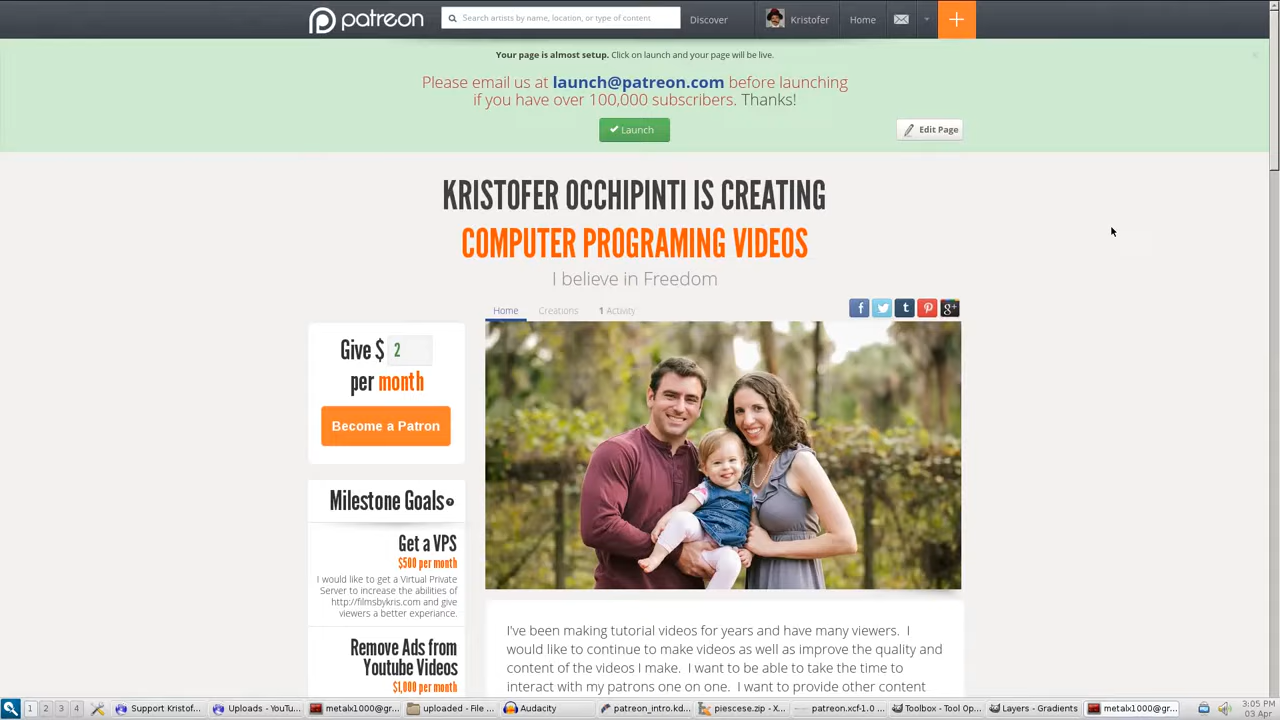 patreon
Search artists by name, location, or type of content
Discover
Kristofer
Home
Your page is almost setup. Click on launch and your page will be live.
Please email us at launch@patreon.com before launching
if you have over 100,000 subscribers. Thanks!
Launch
Edit Page
KRISTOFER OCCHIPINTI IS CREATING
COMPUTER PROGRAMING VIDEOS
I believe in Freedom
Home
Creations
1 Activity
Give $ 2
per month
Become a Patron
Milestone Goals
Get a VPS
$500 per month
I would like to get a Virtual Private
Server to increase the abilities of
http://filmsbykris.com and give
viewers a better experiance.
Remove Ads from
Youtube Videos
$1,000 per month
I've been making tutorial videos for years and have many viewers. I
would like to continue to make videos as well as improve the quality and
content of the videos I make. I want to be able to take the time to
interact with my patrons one on one. I want to provide other content
1 2 3 4
Support Kristof...
Uploads - YouTu...
metalx1000@gr...
uploaded - File ...
Audacity
patreon_intro.kd...
piescese.zip - X...
patreon.xcf-1.0 ...
Toolbox - Tool Op...
Layers - Gradients
metalx1000@gr...
3:05 PM
03 Apr